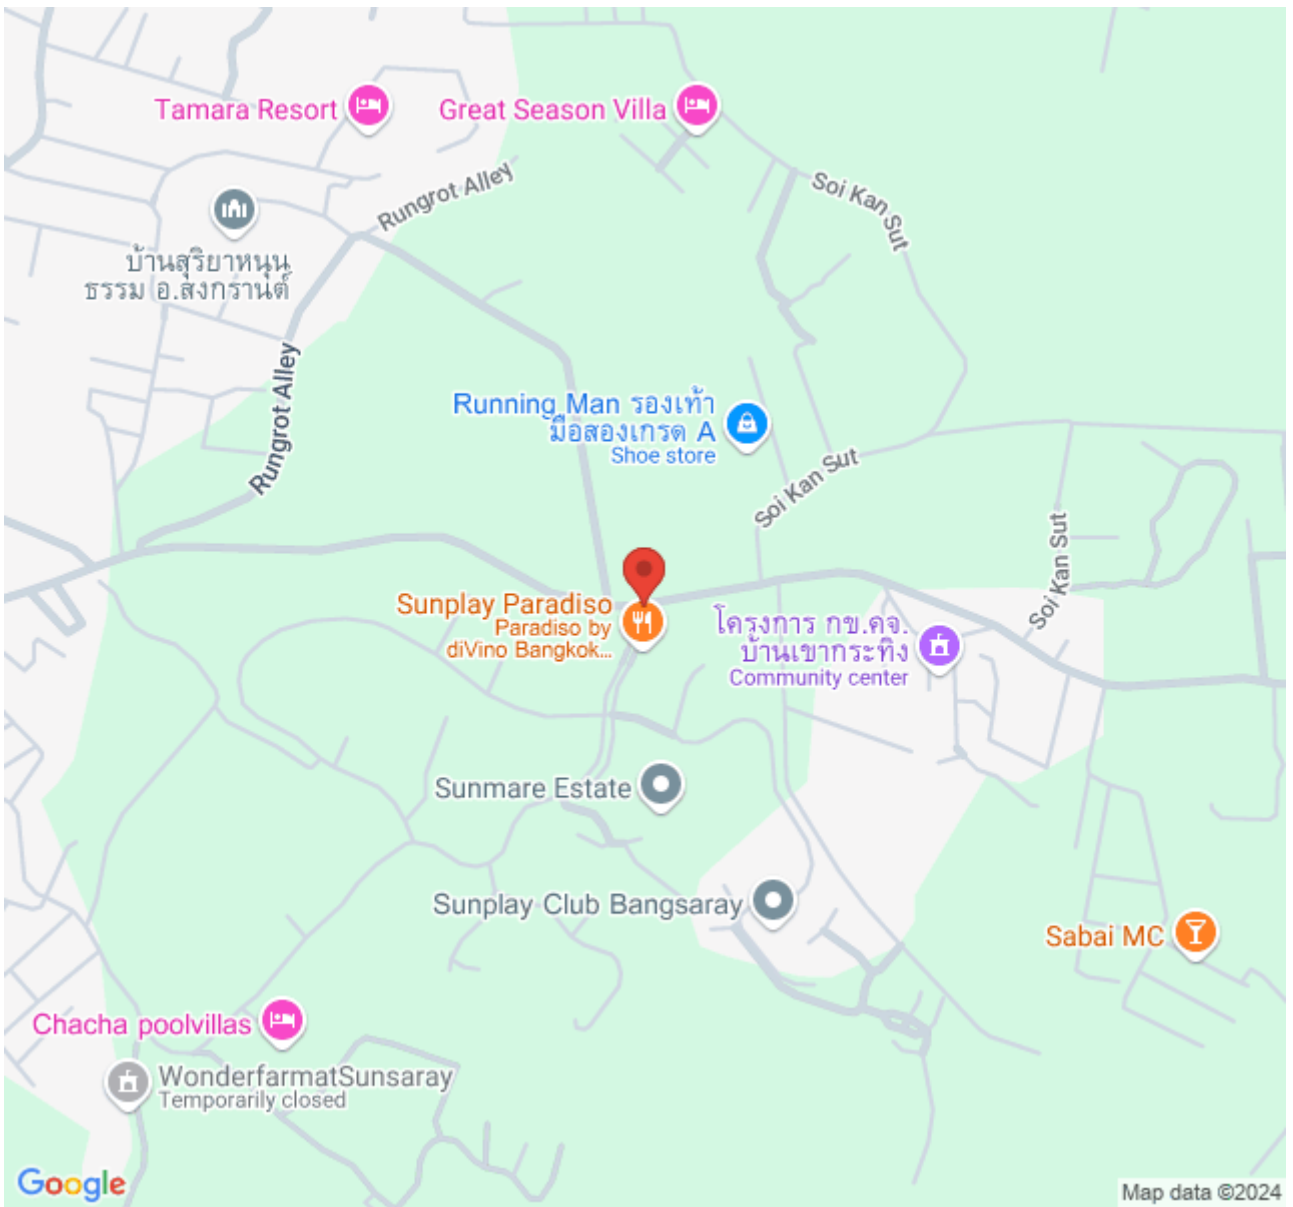 Tamara Resort
Great Season Villa
Rungrot Alley
Soi Kan Sut
บ้านสุริยาหนุน
ธรรม อ.สงกรานต์
Rungrot Alley
Running Man รองเท้า
มือสองเกรด A
Shoe store
Soi Kan Sut
Soi Kan Sut
Sunplay Paradiso
Paradiso by
diVino Bangkok...
โครงการ กข.คจ.
บ้านเขากระทิง
Community center
Sunmare Estate
Sunplay Club Bangsaray
Sabai MC
Chacha poolvillas
WonderfarmatSunsaray
Temporarily closed
Google
Map data ©2024